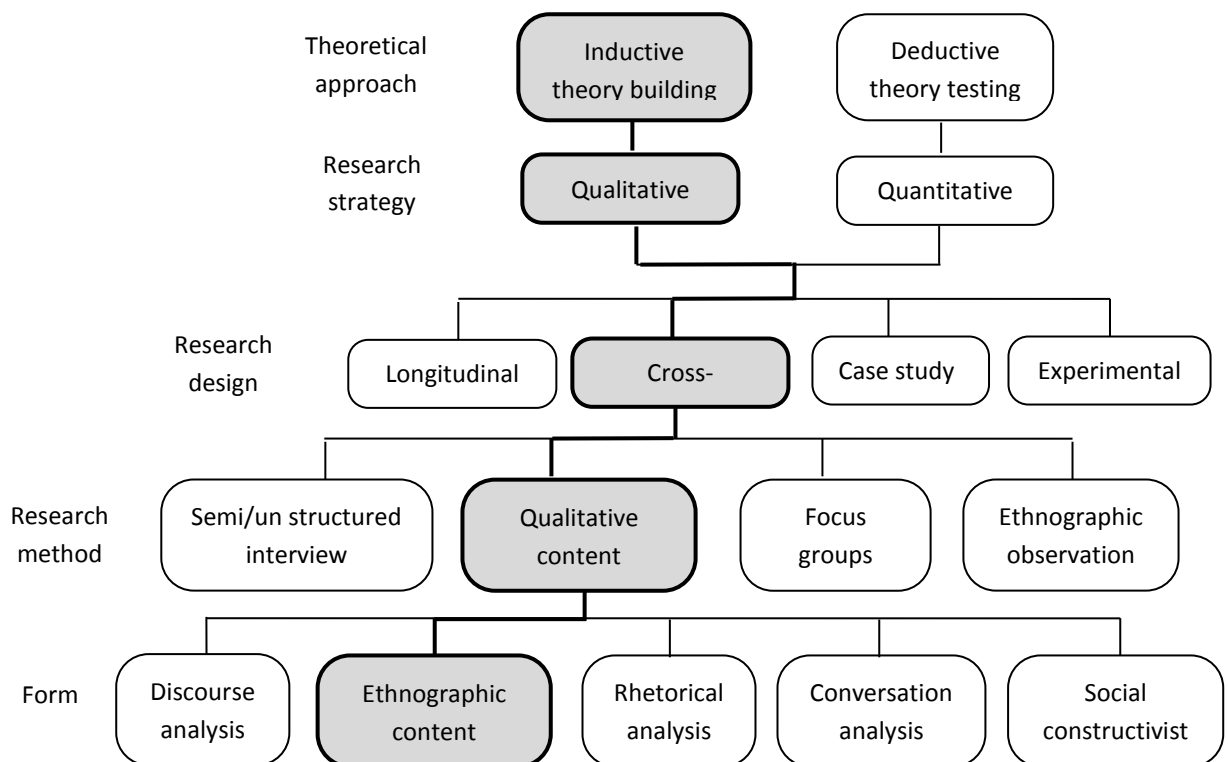 Theoretical
approach
Inductive
theory building
Deductive
theory testing
Research
strategy
Qualitative
Quantitative
Research
design
Longitudinal
Cross-
Case study
Experimental
Research
method
Semi/un structured
interview
Qualitative
content
Focus
groups
Ethnographic
observation
Form
Discourse
analysis
Ethnographic
content
Rhetorical
analysis
Conversation
analysis
Social
constructivist